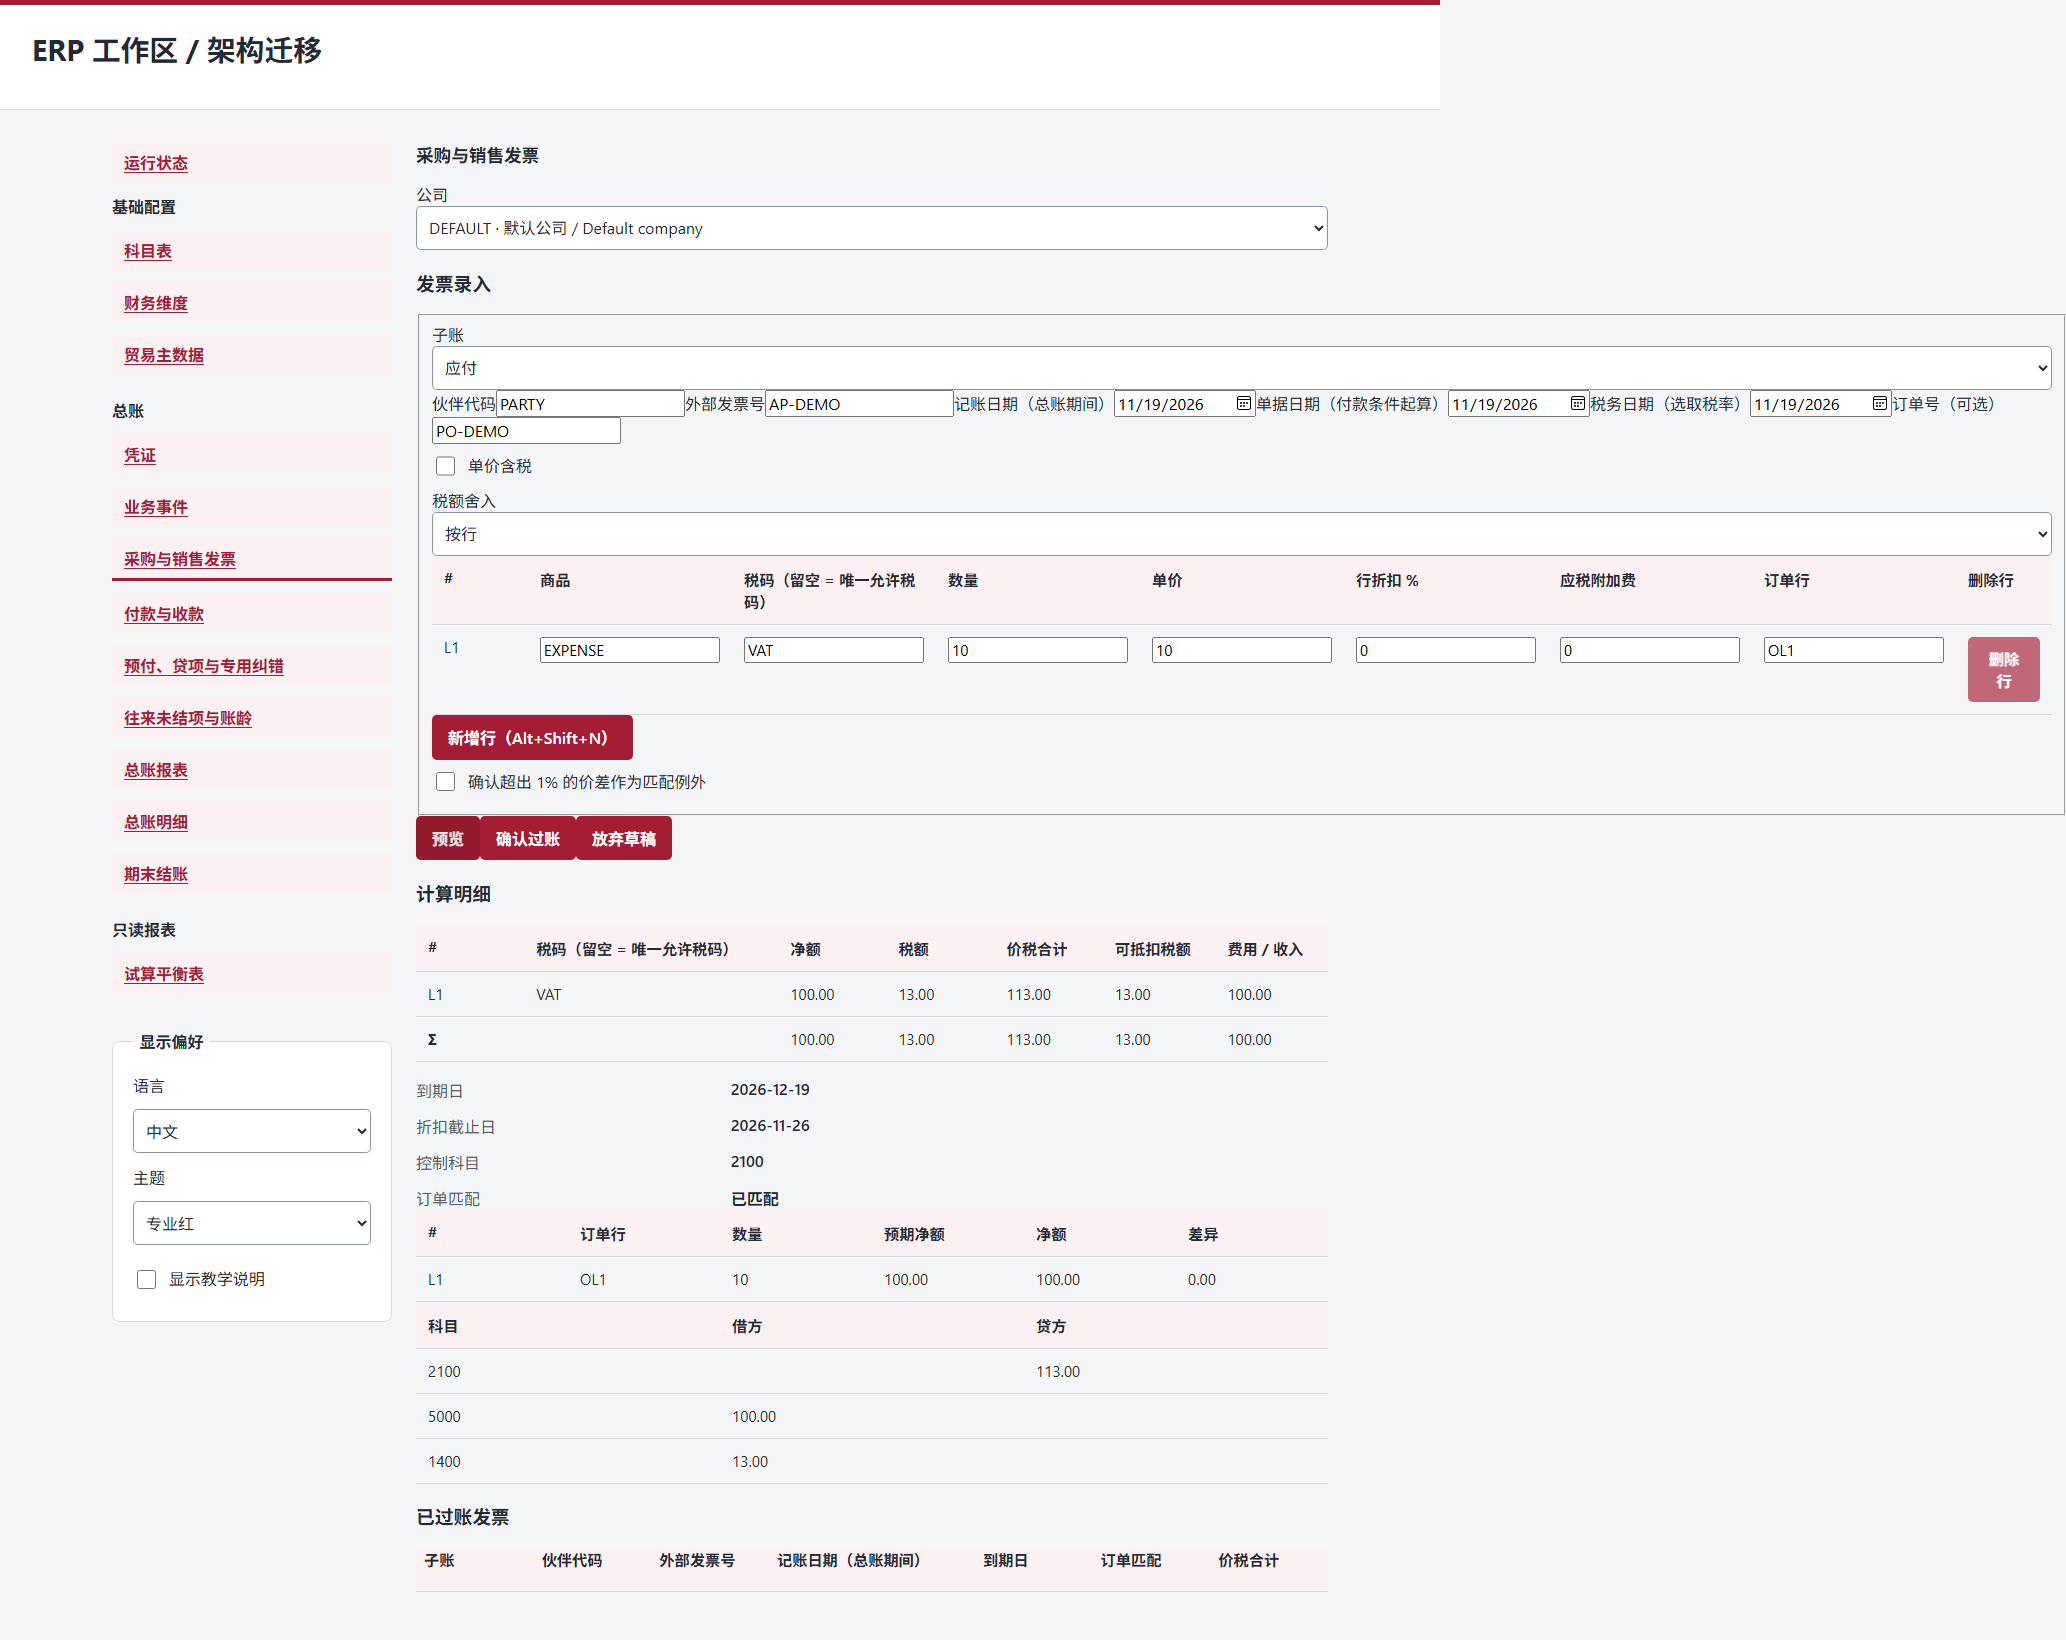 ERP 工作区 / 架构迁移
运行状态
基础配置
科目表
财务维度
贸易主数据
总账
凭证
业务事件
采购与销售发票
付款与收款
预付、贷项与专用纠错
往来未结项与账龄
总账报表
总账明细
期末结账
只读报表
试算平衡表
显示偏好
语言
中文
主题
专业红
显示教学说明
采购与销售发票
公司
DEFAULT · 默认公司 / Default company
发票录入
子账
应付
伙伴代码 PARTY 外部发票号 AP-DEMO 记账日期（总账期间） 11/19/2026 单据日期（付款条件起算） 11/19/2026 税务日期（选取税率） 11/19/2026 订单号（可选）
PO-DEMO
单价含税
税额舍入
按行
# 商品 税码（留空 = 唯一允许税码） 数量 单价 行折扣 % 应税附加费 订单行 删除行
L1 EXPENSE VAT 10 10 0 0 OL1 删除行
新增行（Alt+Shift+N）
确认超出 1% 的价差作为匹配例外
预览 确认过账 放弃草稿
计算明细
# 税码（留空 = 唯一允许税码） 净额 税额 价税合计 可抵扣税额 费用 / 收入
L1 VAT 100.00 13.00 113.00 13.00 100.00
Σ 100.00 13.00 113.00 13.00 100.00
到期日 2026-12-19
折扣截止日 2026-11-26
控制科目 2100
订单匹配 已匹配
# 订单行 数量 预期净额 净额 差异
L1 OL1 10 100.00 100.00 0.00
科目 借方 贷方
2100 113.00
5000 100.00
1400 13.00
已过账发票
子账 伙伴代码 外部发票号 记账日期（总账期间） 到期日 订单匹配 价税合计